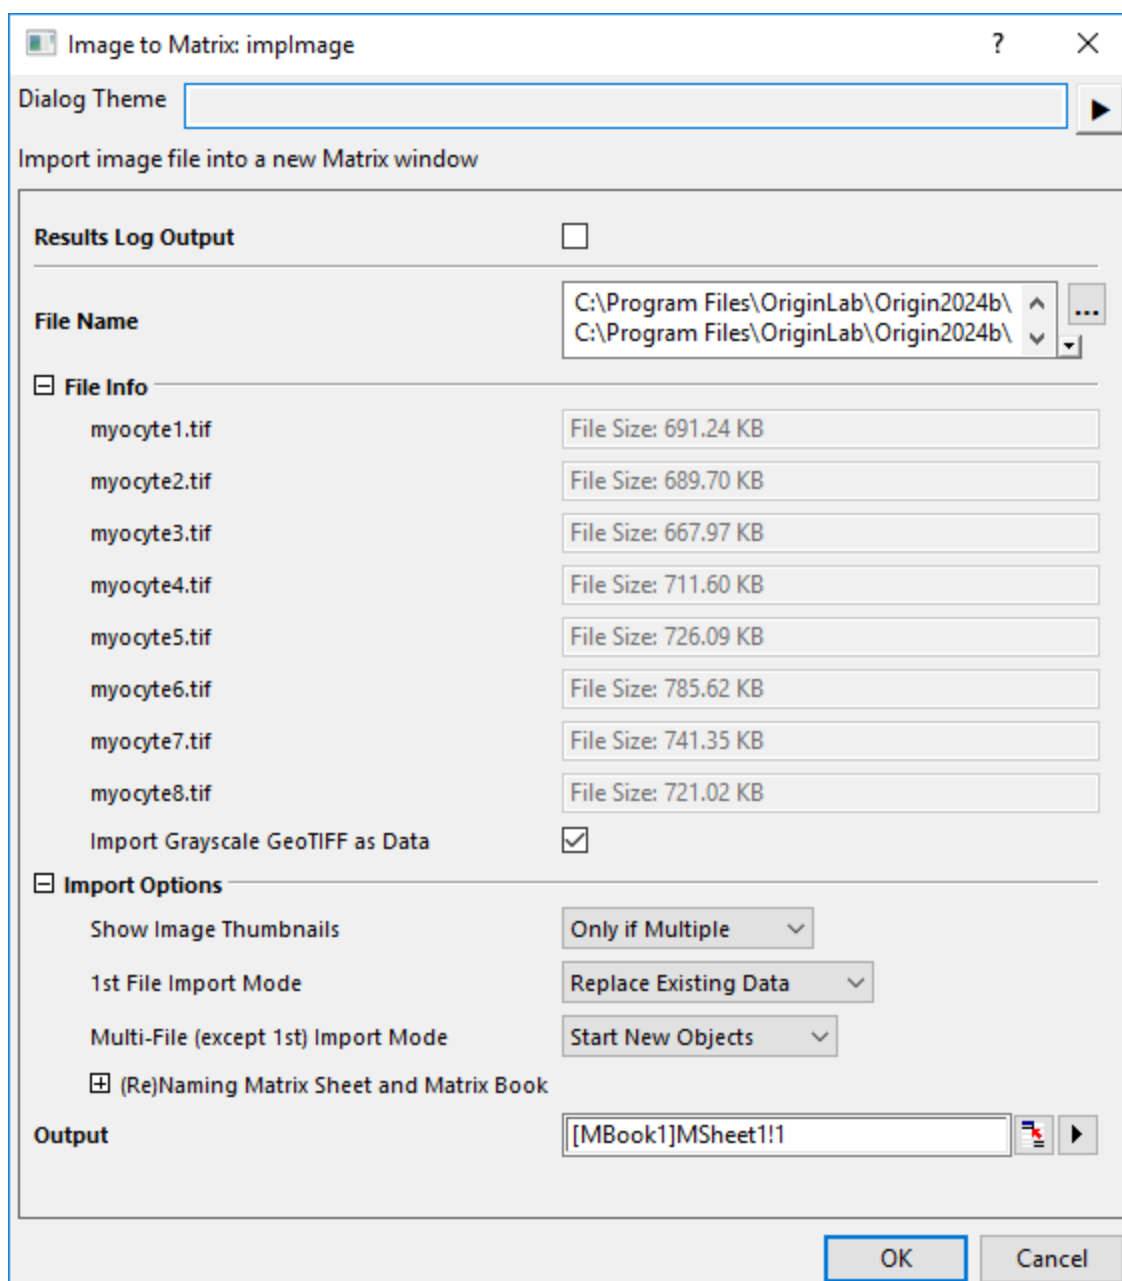 Image to Matrix: impImage
?
Dialog Theme
Import image file into a new Matrix window
Results Log Output
File Name
C:\Program Files\OriginLab\Origin2024b\
C:\Program Files\OriginLab\Origin2024b\
...
File Info
myocyte1.tif File Size: 691.24 KB
myocyte2.tif File Size: 689.70 KB
myocyte3.tif File Size: 667.97 KB
myocyte4.tif File Size: 711.60 KB
myocyte5.tif File Size: 726.09 KB
myocyte6.tif File Size: 785.62 KB
myocyte7.tif File Size: 741.35 KB
myocyte8.tif File Size: 721.02 KB
Import Grayscale GeoTIFF as Data
Import Options
Show Image Thumbnails Only if Multiple
1st File Import Mode Replace Existing Data
Multi-File (except 1st) Import Mode Start New Objects
(Re)Naming Matrix Sheet and Matrix Book
Output [MBook1]MSheet1!1
OK Cancel